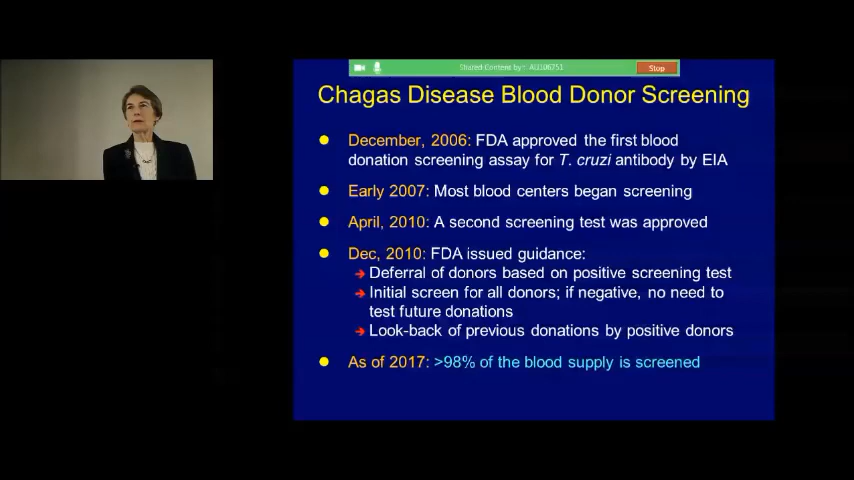 Shared Content by: AU106751
Stop
Chagas Disease Blood Donor Screening
December, 2006: FDA approved the first blood
donation screening assay for T. cruzi antibody by EIA
Early 2007: Most blood centers began screening
April, 2010: A second screening test was approved
Dec, 2010: FDA issued guidance:
Deferral of donors based on positive screening test
Initial screen for all donors; if negative, no need to
test future donations
Look-back of previous donations by positive donors
As of 2017: >98% of the blood supply is screened